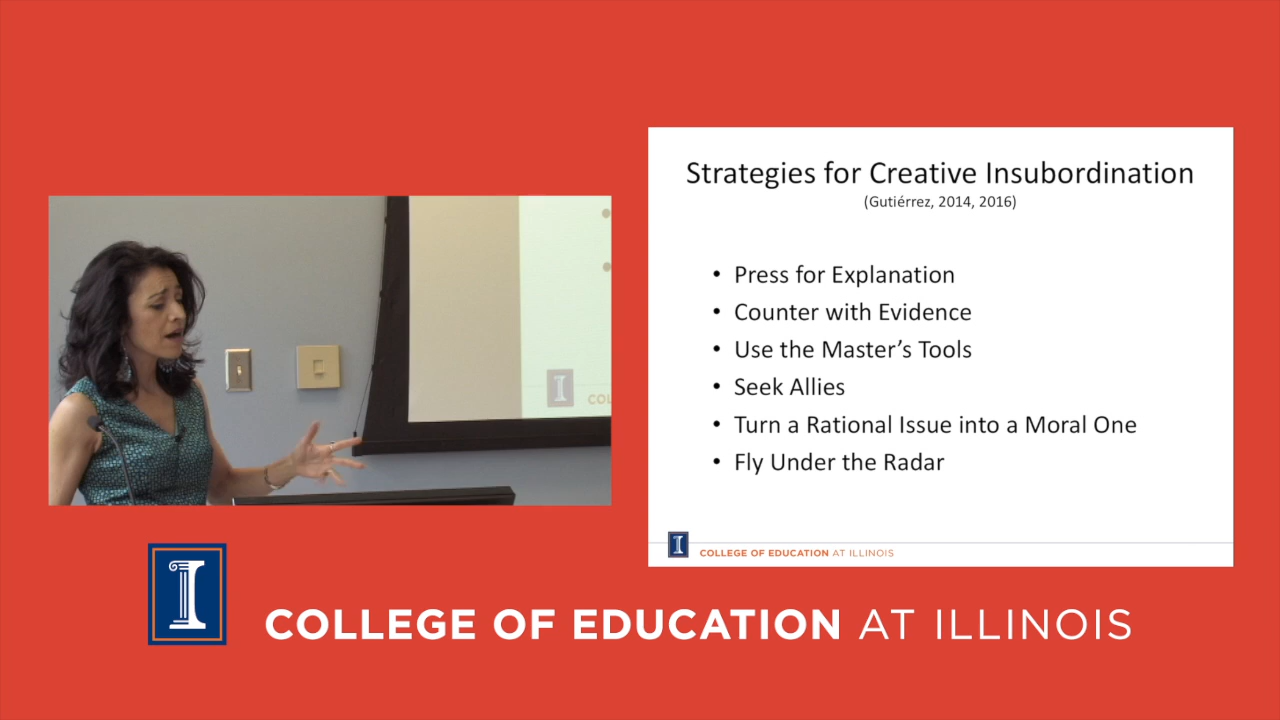 Strategies for Creative Insubordination
(Gutiérrez, 2014, 2016)
• Press for Explanation
• Counter with Evidence
• Use the Master’s Tools
• Seek Allies
• Turn a Rational Issue into a Moral One
• Fly Under the Radar
I COLLEGE OF EDUCATION AT ILLINOIS
I CO
I COLLEGE OF EDUCATION AT ILLINOIS